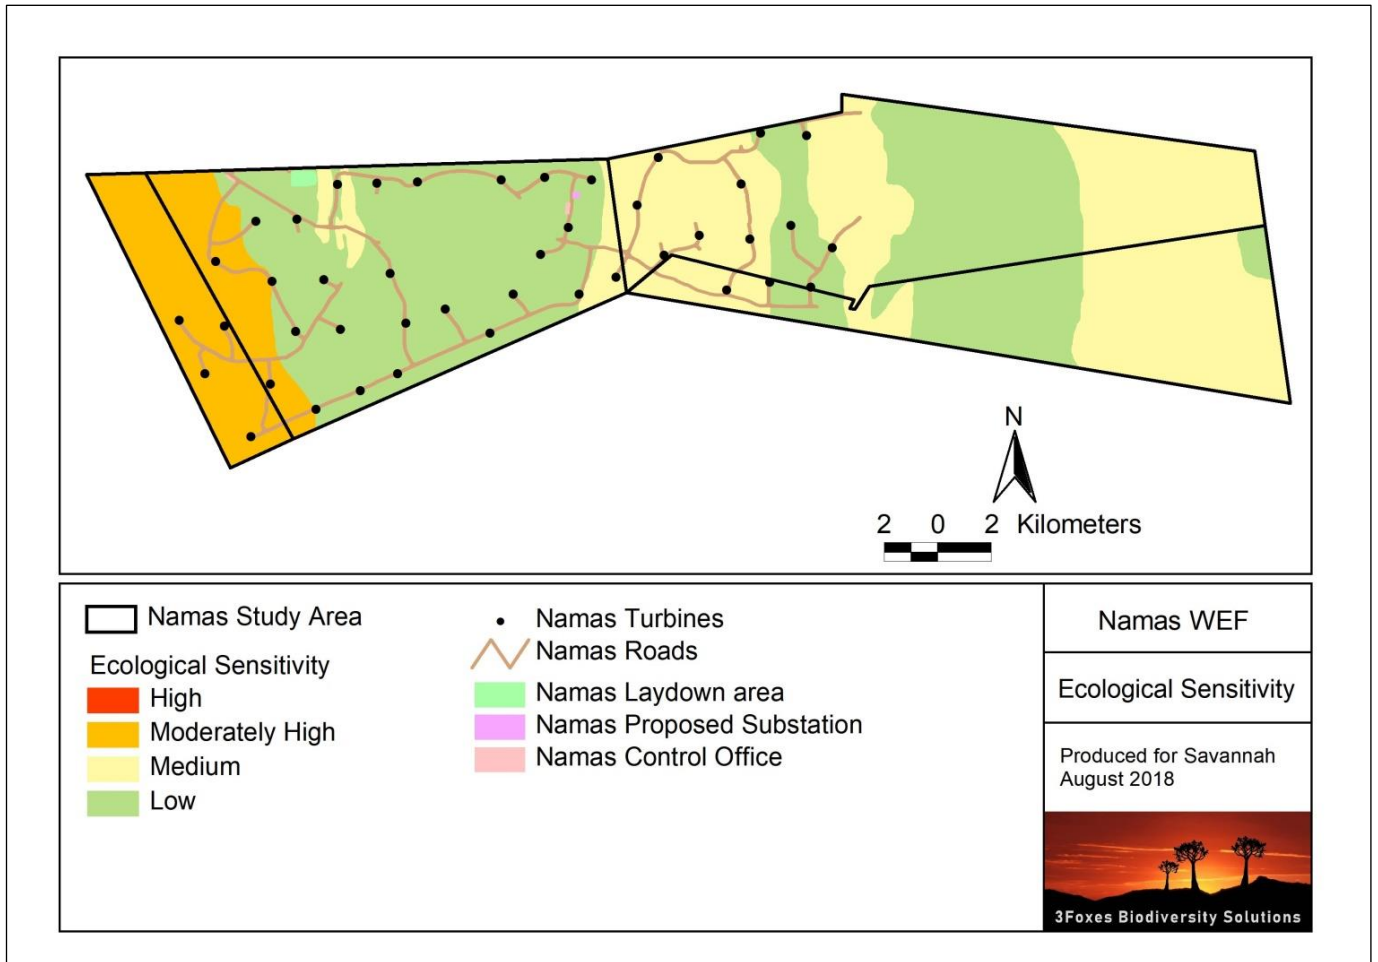 N
2 0 2 Kilometers
Namas Study Area
Ecological Sensitivity
High
Moderately High
Medium
Low
Namas Turbines
Namas Roads
Namas Laydown area
Namas Proposed Substation
Namas Control Office
Namas WEF
Ecological Sensitivity
Produced for Savannah
August 2018
3Foxes Biodiversity Solutions